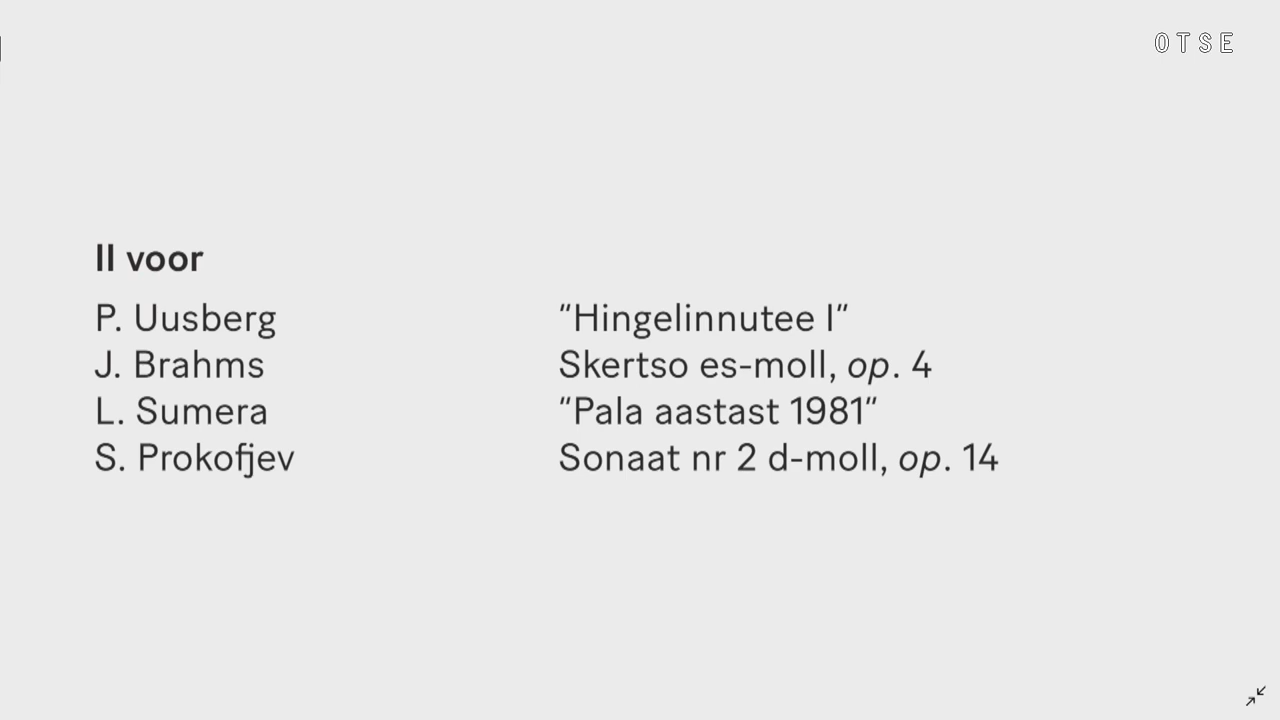 OTSE
II voor
P. Uusberg "Hingelinnutee I"
J. Brahms Skertso es-moll, op. 4
L. Sumera "Pala aastast 1981"
S. Prokofjev Sonaat nr 2 d-moll, op. 14